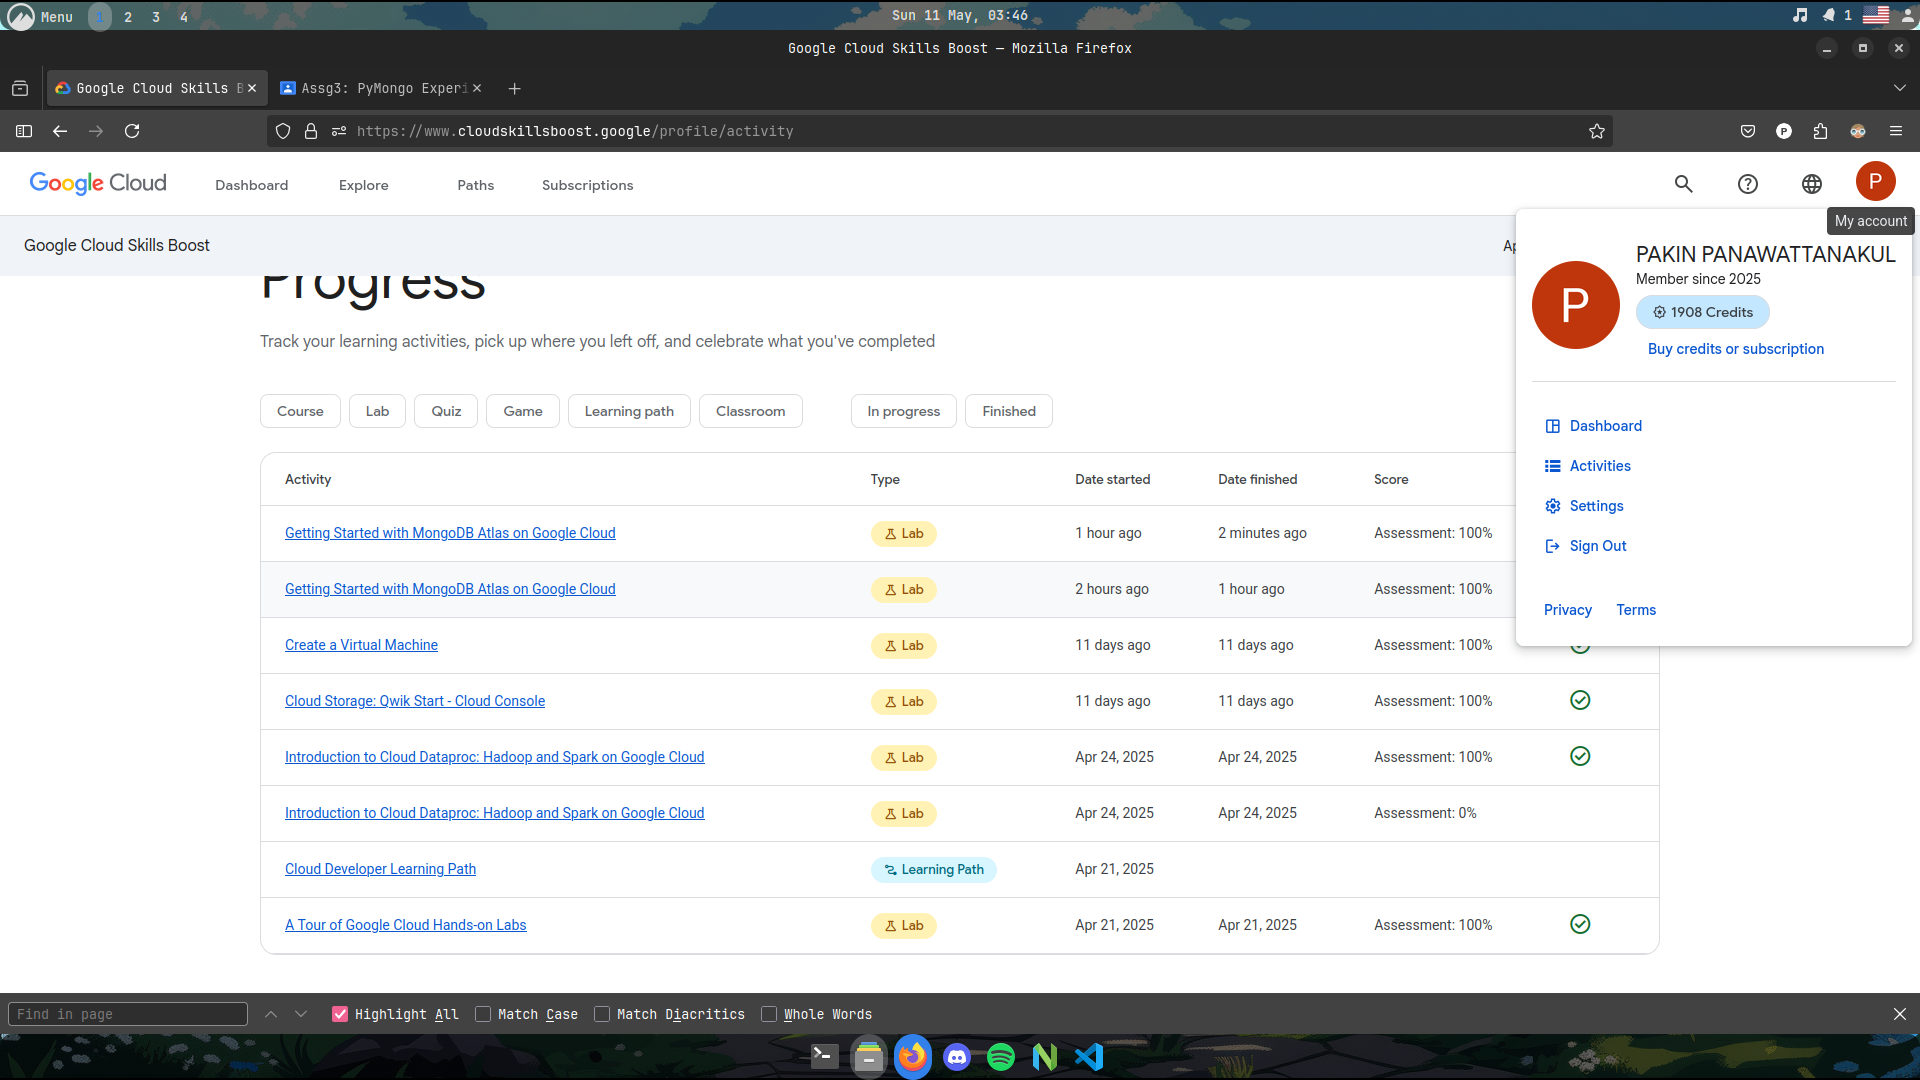 Menu 1 2 3 4 Sun 11 May, 03:46 1
Google Cloud Skills Boost — Mozilla Firefox
Google Cloud Skills B Assg3: PyMongo Experi
https://www.cloudskillsboost.google/profile/activity
Google Cloud Dashboard Explore Paths Subscriptions P
My account
Google Cloud Skills Boost Ap
PAKIN PANAWATTANAKUL
Member since 2025
P
1908 Credits
Buy credits or subscription
Dashboard
Activities
Settings
Sign Out
Privacy Terms
Progress
Track your learning activities, pick up where you left off, and celebrate what you've completed
Course Lab Quiz Game Learning path Classroom In progress Finished
Activity Type Date started Date finished Score
Getting Started with MongoDB Atlas on Google Cloud Lab 1 hour ago 2 minutes ago Assessment: 100%
Getting Started with MongoDB Atlas on Google Cloud Lab 2 hours ago 1 hour ago Assessment: 100%
Create a Virtual Machine Lab 11 days ago 11 days ago Assessment: 100%
Cloud Storage: Qwik Start - Cloud Console Lab 11 days ago 11 days ago Assessment: 100%
Introduction to Cloud Dataproc: Hadoop and Spark on Google Cloud Lab Apr 24, 2025 Apr 24, 2025 Assessment: 100%
Introduction to Cloud Dataproc: Hadoop and Spark on Google Cloud Lab Apr 24, 2025 Apr 24, 2025 Assessment: 0%
Cloud Developer Learning Path Learning Path Apr 21, 2025
A Tour of Google Cloud Hands-on Labs Lab Apr 21, 2025 Apr 21, 2025 Assessment: 100%
Find in page Highlight All Match Case Match Diacritics Whole Words